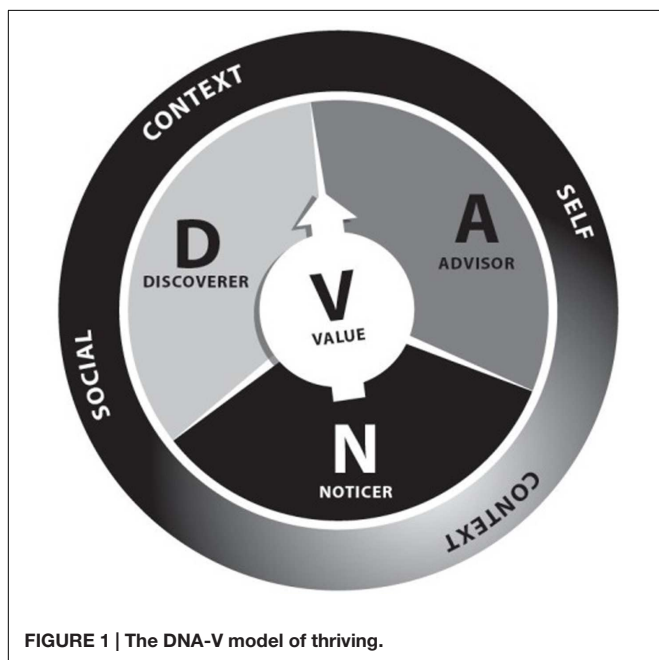 SOCIAL
CONTEXT
SELF
CONTEXT
D
DISCOVERER
A
ADVISOR
V
VALUE
N
NOTICER
FIGURE 1 | The DNA-V model of thriving.